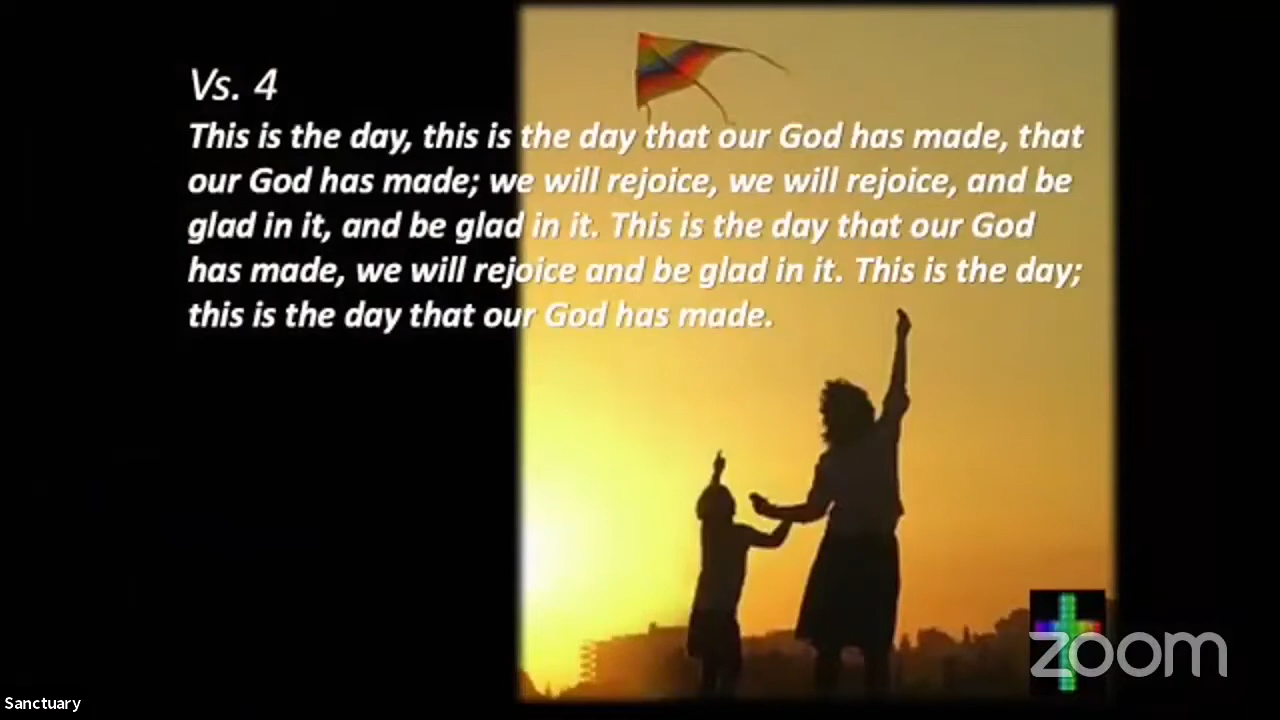 Vs. 4
This is the day, this is the day that our God has made, that
our God has made; we will rejoice, we will rejoice, and be
glad in it, and be glad in it. This is the day that our God
has made, we will rejoice and be glad in it. This is the day;
this is the day that our God has made.
zoom
Sanctuary